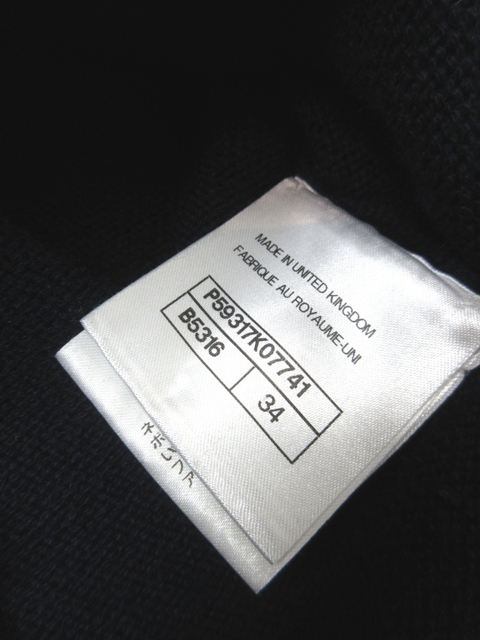 MADE IN UNITED KINGDOM
FABRIQUE AU ROYAUME-UNI
P59317K07741
B5316 34